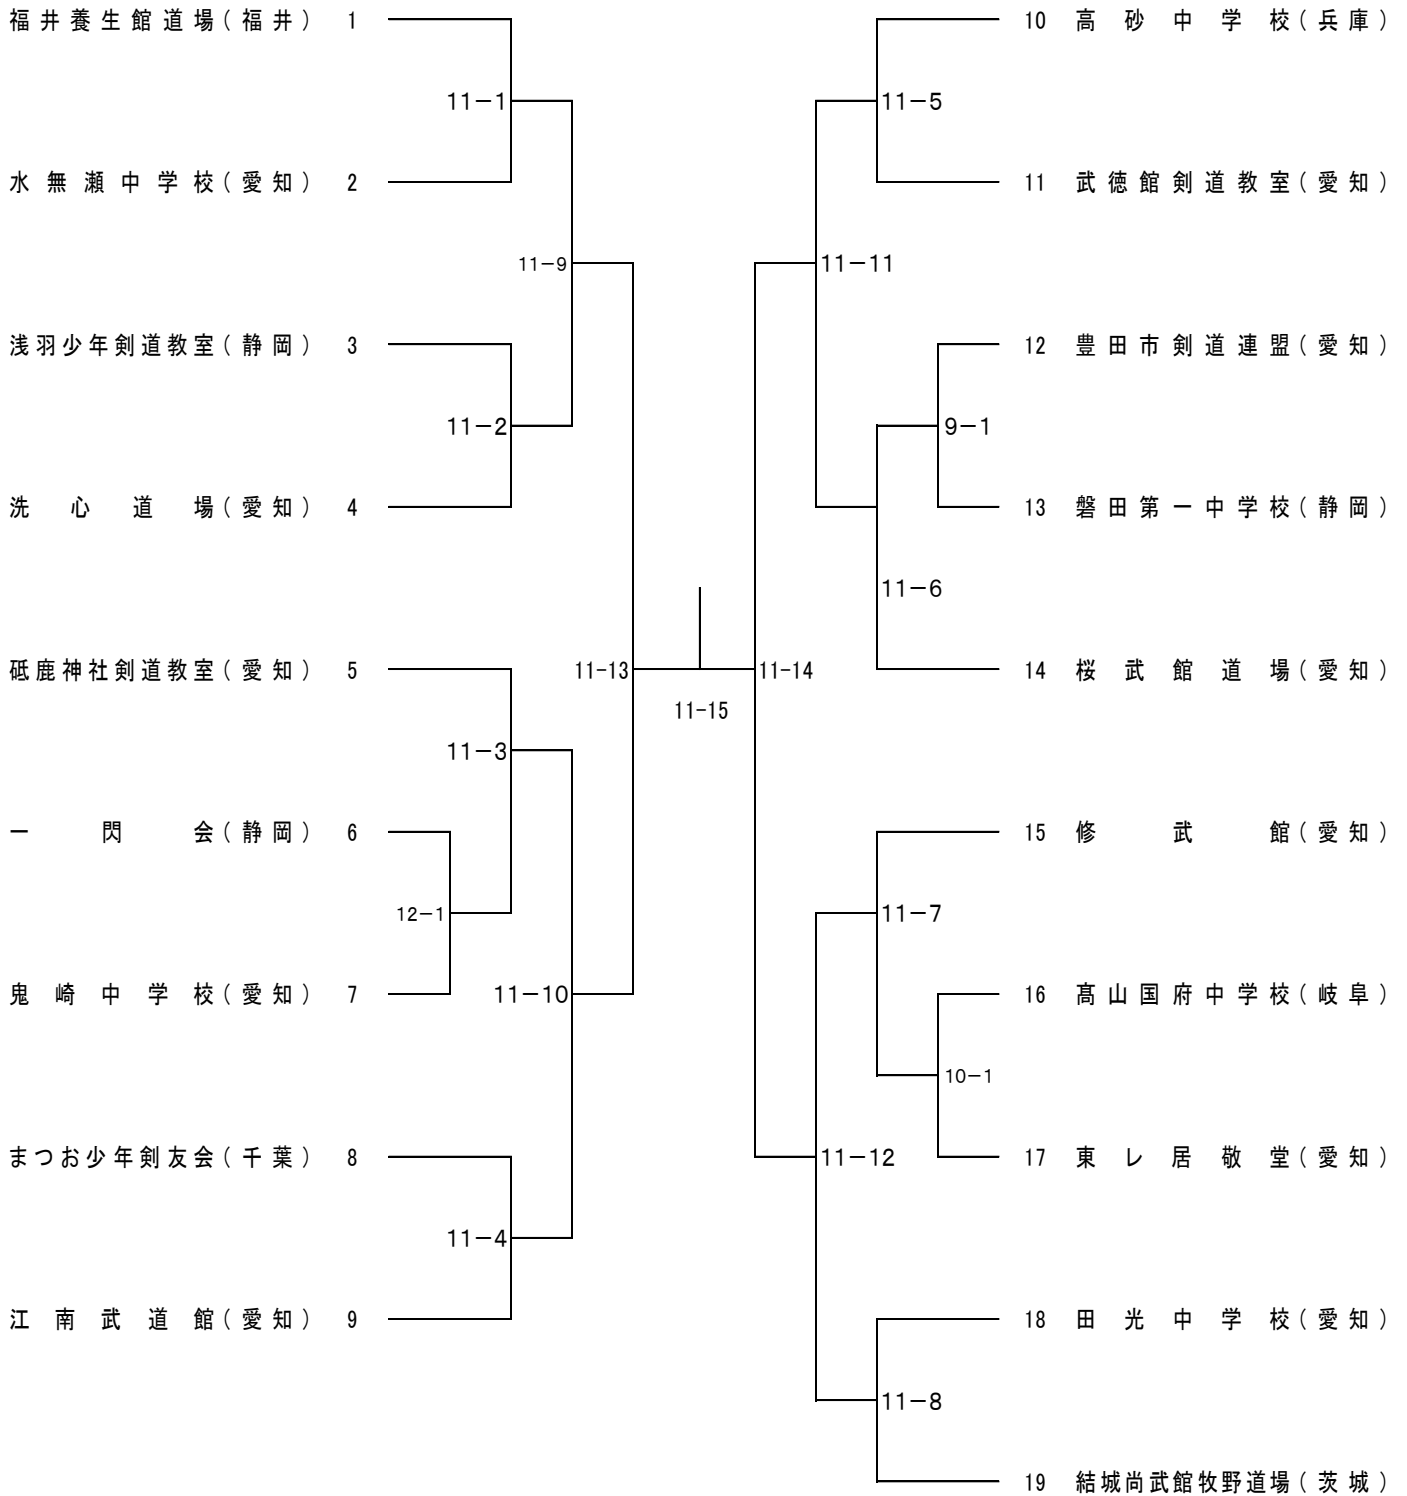 福井養生館道場(福井) 1
11－1
水無瀬中学校(愛知) 2
11－9
浅羽少年剣道教室(静岡) 3
11－2
洗心道場(愛知) 4
砥鹿神社剣道教室(愛知) 5
11-13
11－3
一閃会(静岡) 6
12－1
鬼崎中学校(愛知) 7
11－10
まつお少年剣友会(千葉) 8
11－4
江南武道館(愛知) 9
11-15
10 高砂中学校(兵庫)
11－5
11 武徳館剣道教室(愛知)
11－11
12 豊田市剣道連盟(愛知)
9－1
13 磐田第一中学校(静岡)
11－6
11-14
14 桜武館道場(愛知)
15 修武館(愛知)
11－7
16 髙山国府中学校(岐阜)
10－1
17 東レ居敬堂(愛知)
11－12
18 田光中学校(愛知)
11－8
19 結城尚武館牧野道場(茨城)